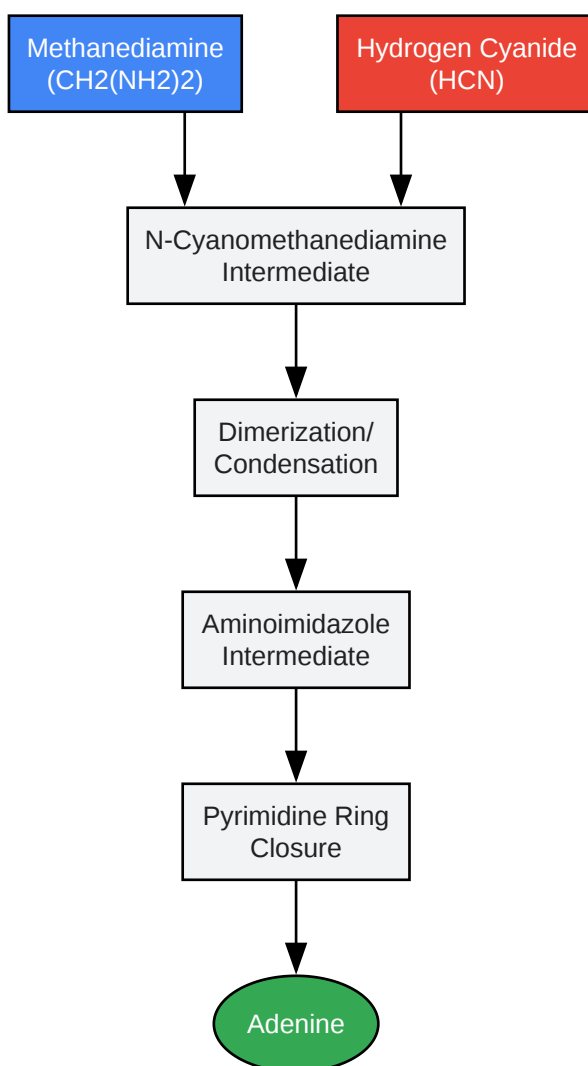 Methanediamine
(CH2(NH2)2)
Hydrogen Cyanide
(HCN)
N-Cyanomethanediamine
Intermediate
Dimerization/
Condensation
Aminoimidazole
Intermediate
Pyrimidine Ring
Closure
Adenine